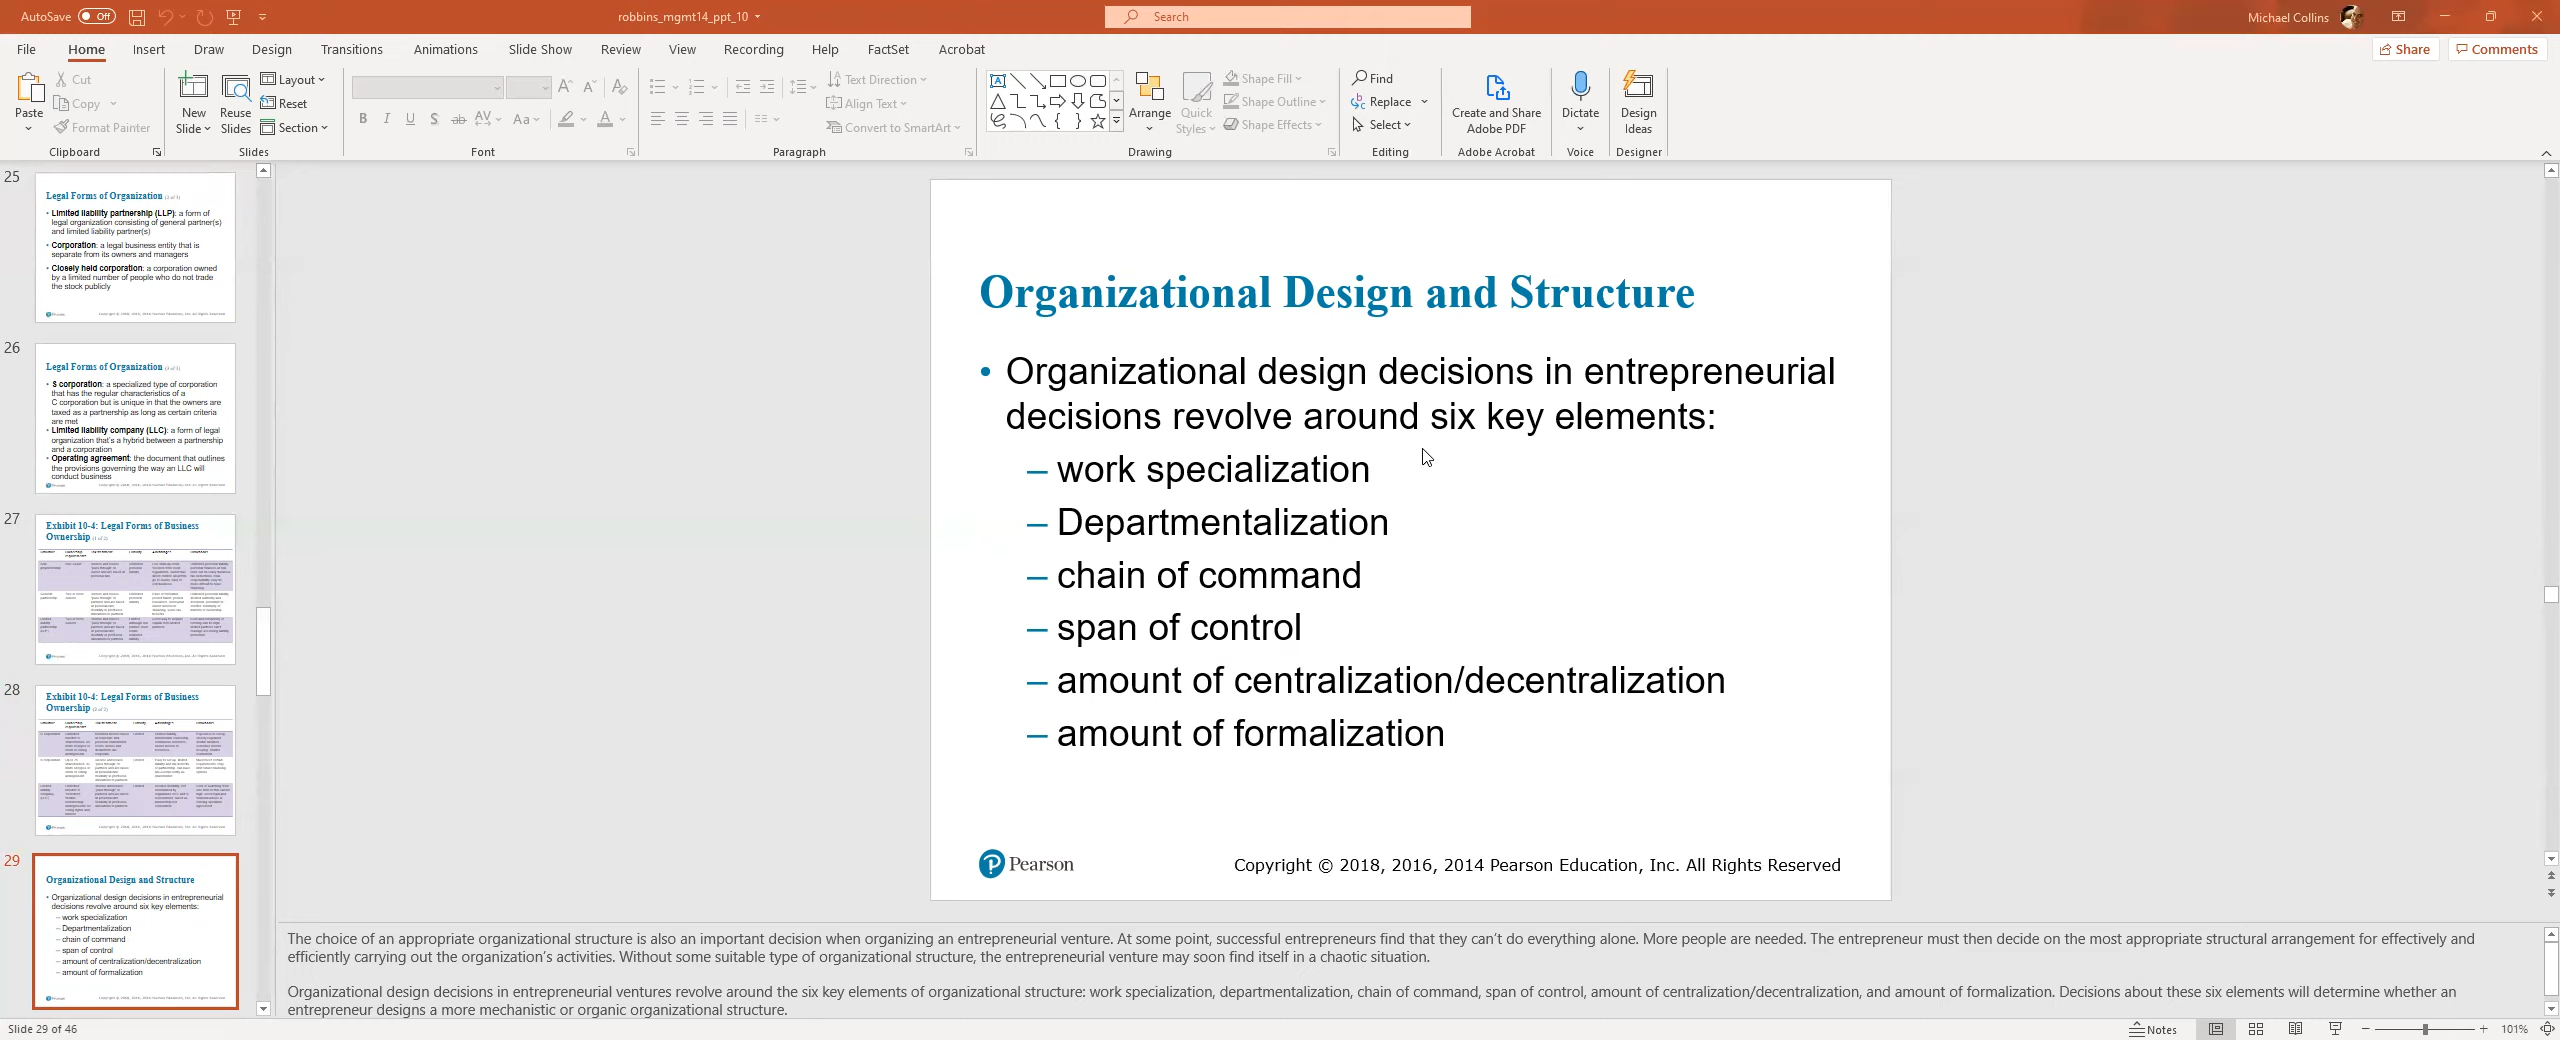 AutoSave Off
robbins_mgmt14_ppt_10
Search
Michael Collins
File Home Insert Draw Design Transitions Animations Slide Show Review View Recording Help FactSet Acrobat
Share Comments
Paste
Cut
Copy
Format Painter
Clipboard
New Slide
Reuse Slides
Layout
Reset
Section
Slides
Font
Text Direction
Align Text
Convert to SmartArt
Paragraph
Arrange
Quick Styles
Shape Fill
Shape Outline
Shape Effects
Drawing
Find
Replace
Select
Editing
Create and Share
Adobe PDF
Adobe Acrobat
Dictate
Voice
Design
Ideas
Designer
25
Legal Forms of Organization
• Limited liability partnership (LLP): a form of
legal organization consisting of general partner(s)
and limited liability partner(s)
• Corporation: a legal business entity that is
separate from its owners and managers
• Closely held corporation: a corporation owned
by a limited number of people who do not trade
the stock publicly
26
Legal Forms of Organization
• S corporation: a specialized type of corporation
that has the regular characteristics of a
C corporation but is unique in that the owners are
taxed as a partnership as long as certain criteria
are met
• Limited liability company (LLC): a form of legal
organization that's a hybrid between a partnership
and a corporation
• Operating agreement: the document that outlines
the provisions governing the way an LLC will
conduct business
27
Exhibit 10-4: Legal Forms of Business
Ownership
28
Exhibit 10-4: Legal Forms of Business
Ownership
29
Organizational Design and Structure
• Organizational design decisions in entrepreneurial
decisions revolve around six key elements:
– work specialization
– Departmentalization
– chain of command
– span of control
– amount of centralization/decentralization
– amount of formalization
Organizational Design and Structure
• Organizational design decisions in entrepreneurial
decisions revolve around six key elements:
– work specialization
– Departmentalization
– chain of command
– span of control
– amount of centralization/decentralization
– amount of formalization
Pearson
Copyright © 2018, 2016, 2014 Pearson Education, Inc. All Rights Reserved
The choice of an appropriate organizational structure is also an important decision when organizing an entrepreneurial venture. At some point, successful entrepreneurs find that they can't do everything alone. More people are needed. The entrepreneur must then decide on the most appropriate structural arrangement for effectively and
efficiently carrying out the organization's activities. Without some suitable type of organizational structure, the entrepreneurial venture may soon find itself in a chaotic situation.
Organizational design decisions in entrepreneurial ventures revolve around the six key elements of organizational structure: work specialization, departmentalization, chain of command, span of control, amount of centralization/decentralization, and amount of formalization. Decisions about these six elements will determine whether an
entrepreneur designs a more mechanistic or organic organizational structure.
Slide 29 of 46
Notes
101%